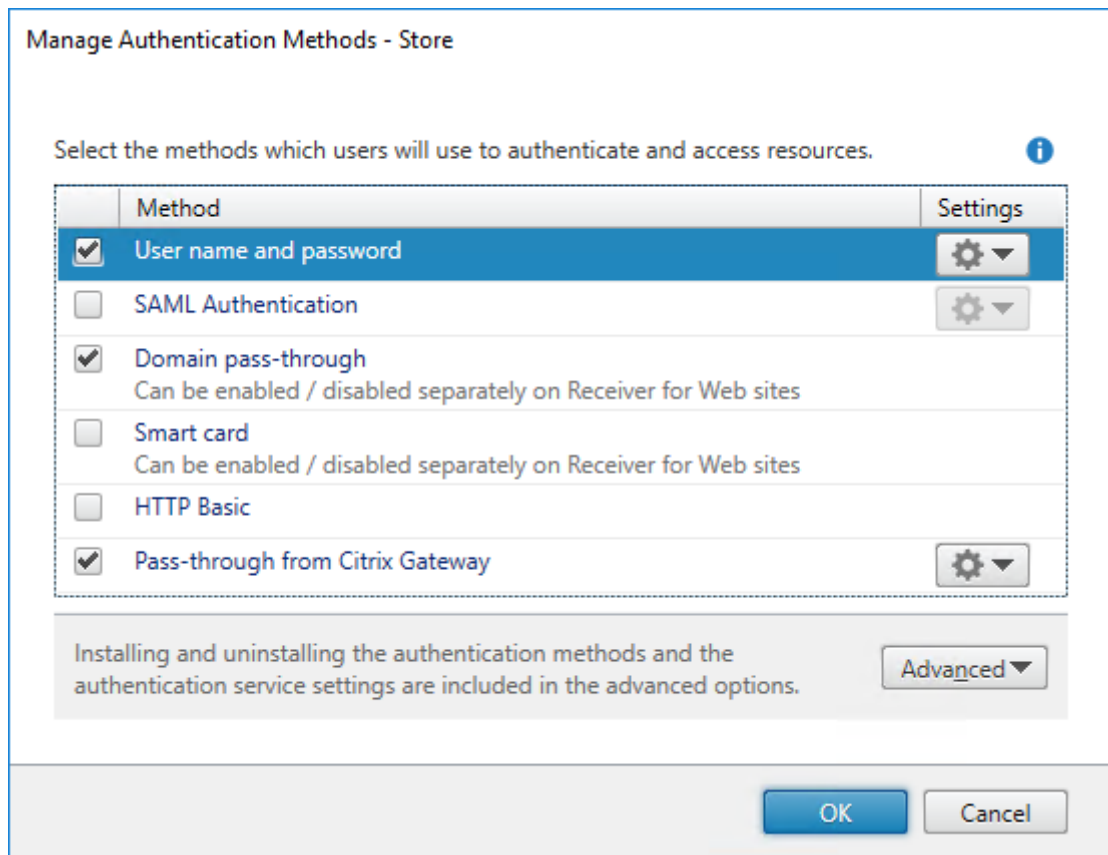 Manage Authentication Methods - Store
Select the methods which users will use to authenticate and access resources.
Method Settings
User name and password
SAML Authentication
Domain pass-through
Can be enabled / disabled separately on Receiver for Web sites
Smart card
Can be enabled / disabled separately on Receiver for Web sites
HTTP Basic
Pass-through from Citrix Gateway
Installing and uninstalling the authentication methods and the
authentication service settings are included in the advanced options.
Advanced
OK Cancel